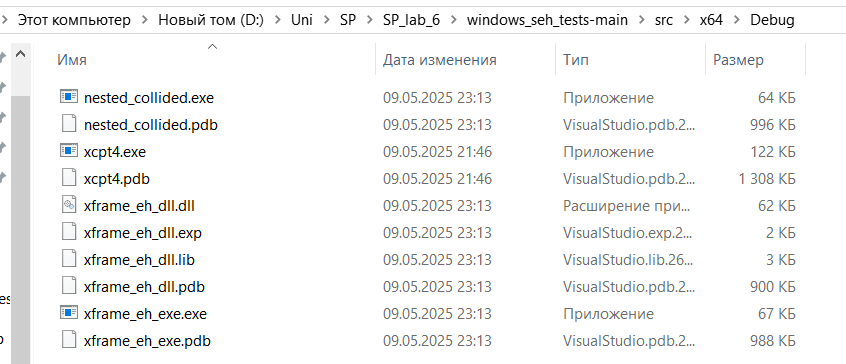 Этот компьютер > Новый том (D:) > Uni > SP > SP_lab_6 > windows_seh_tests-main > src > x64 > Debug
Имя Дата изменения Тип Размер
nested_collided.exe 09.05.2025 23:13 Приложение 64 КБ
nested_collided.pdb 09.05.2025 23:13 VisualStudio.pdb.2... 996 КБ
xcpt4.exe 09.05.2025 21:46 Приложение 122 КБ
xcpt4.pdb 09.05.2025 21:46 VisualStudio.pdb.2... 1 308 КБ
xframe_eh_dll.dll 09.05.2025 23:13 Расширение при... 62 КБ
xframe_eh_dll.exp 09.05.2025 23:13 VisualStudio.exp.2... 2 КБ
xframe_eh_dll.lib 09.05.2025 23:13 VisualStudio.lib.26... 3 КБ
xframe_eh_dll.pdb 09.05.2025 23:13 VisualStudio.pdb.2... 900 КБ
xframe_eh_exe.exe 09.05.2025 23:13 Приложение 67 КБ
xframe_eh_exe.pdb 09.05.2025 23:13 VisualStudio.pdb.2... 988 КБ